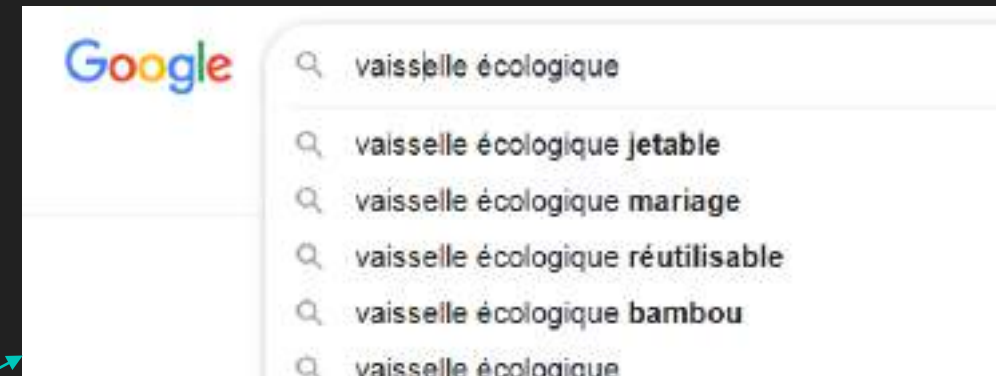 Google
vaisselle écologique
vaisselle écologique jetable
vaisselle écologique mariage
vaisselle écologique réutilisable
vaisselle écologique bambou
vaisselle écologique